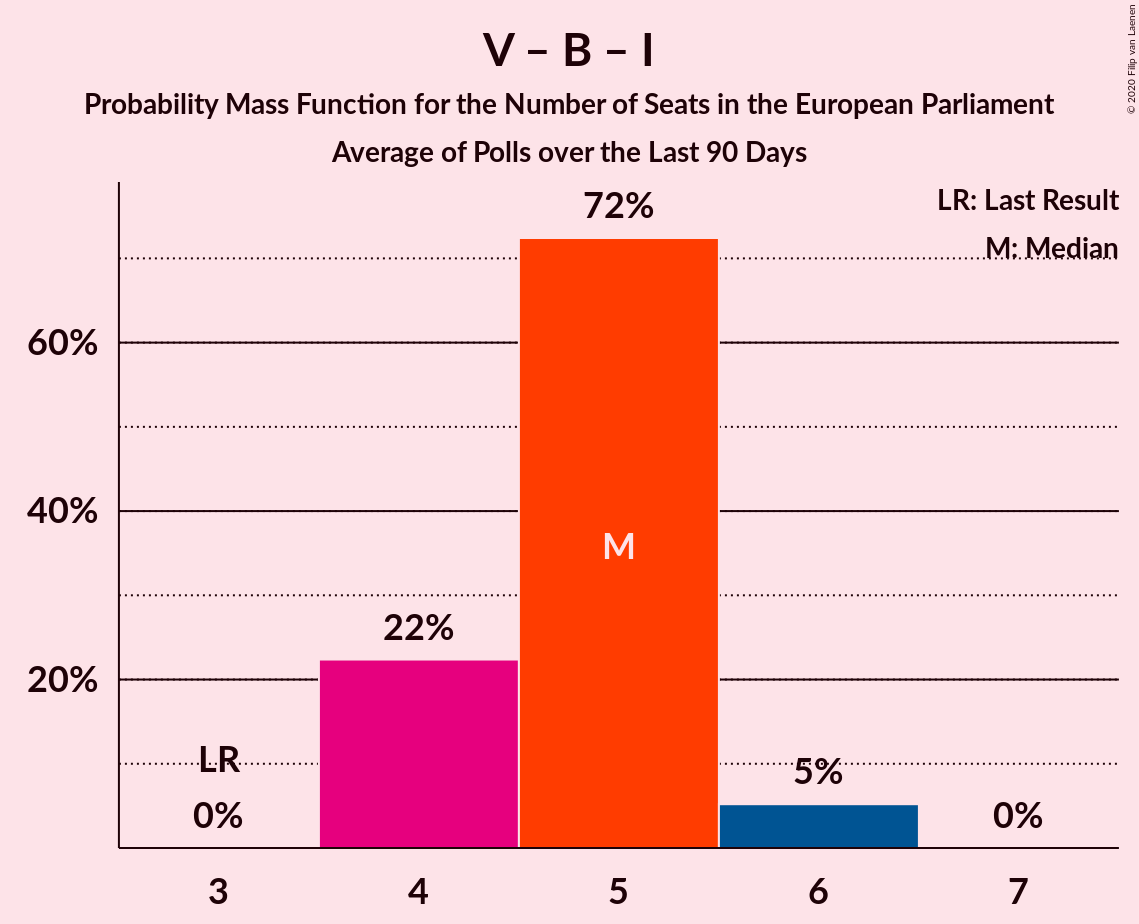 V – B – I
Probability Mass Function for the Number of Seats in the European Parliament
Average of Polls over the Last 90 Days
© 2020 Filip van Laenen
LR: Last Result
M: Median
72%
60%
40%
M
22%
20%
LR
5%
0%
0%
3 4 5 6 7